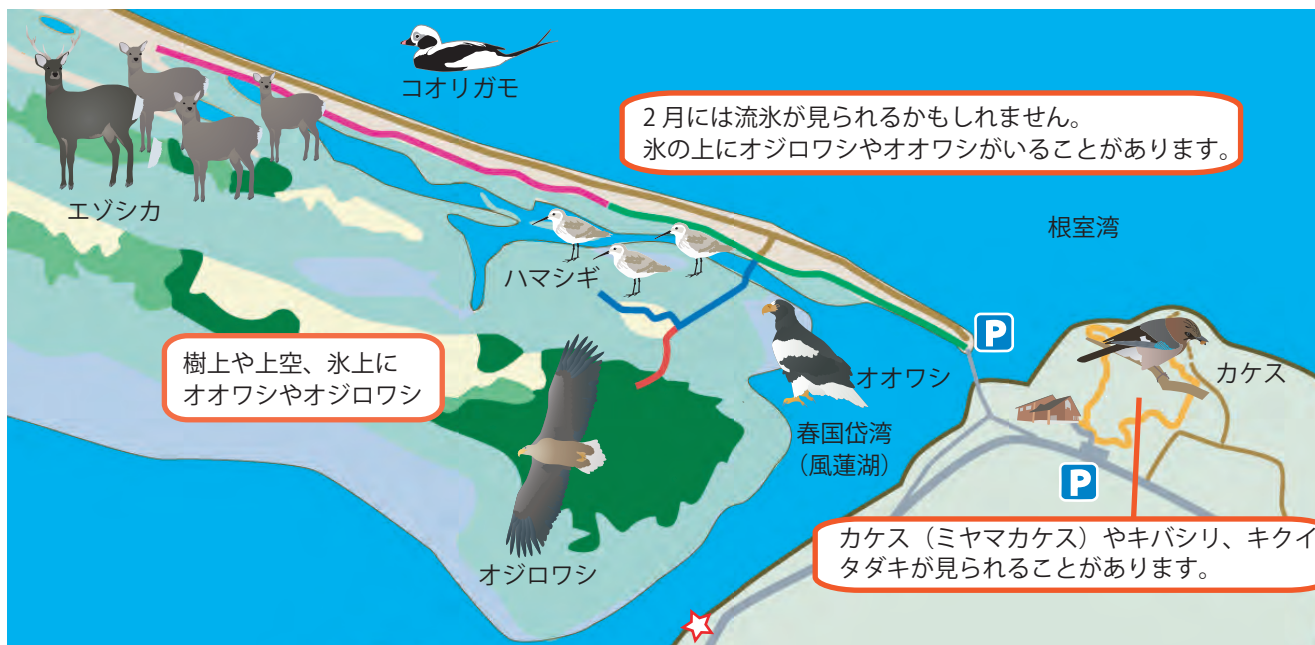 コオリガモ
2 月には流氷が見られるかもしれません。
氷の上にオジロワシやオオワシがいることがあります。
エゾシカ
根室湾
ハマシギ
P
樹上や上空、氷上に
オオワシやオジロワシ
オオワシ
カケス
春国岱湾
（風蓮湖）
P
オジロワシ
カケス（ミヤマカケス）やキバシリ、キクイ
タダキが見られることがあります。